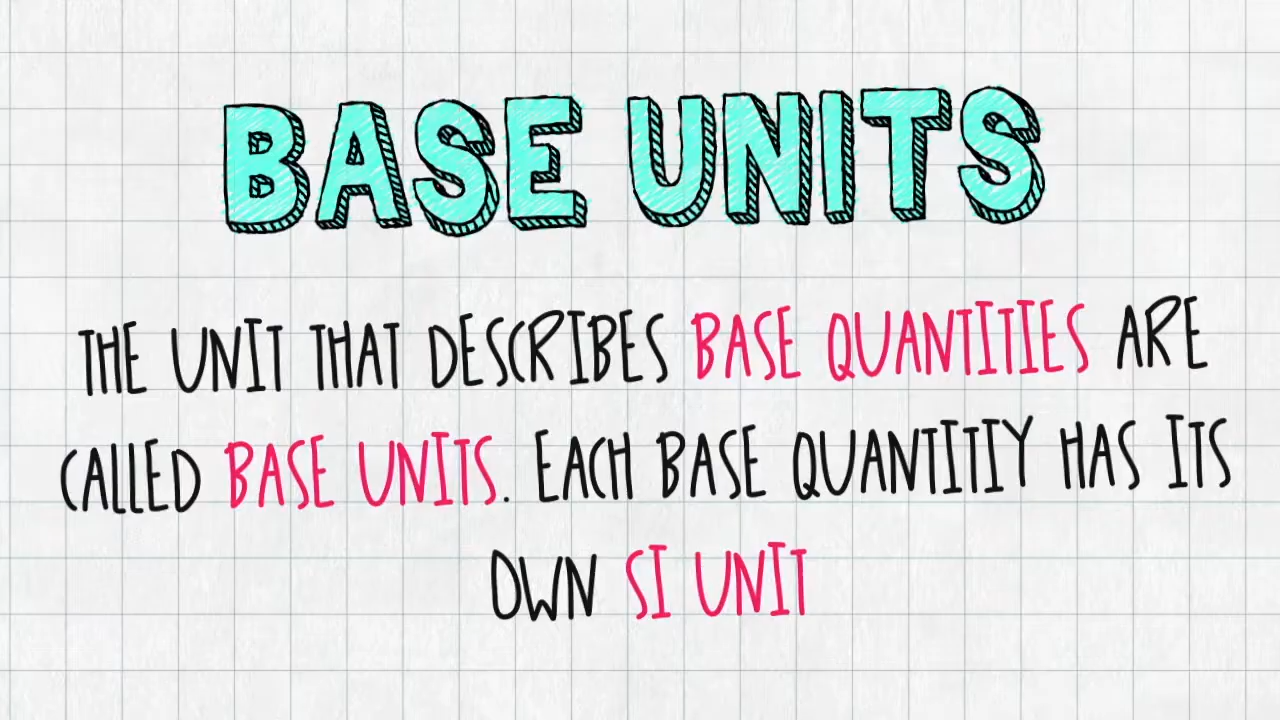 BASE UNITS
THE UNIT THAT DESCRIBES BASE QUANTITIES ARE
CALLED BASE UNITS. EACH BASE QUANTITIY HAS ITS
OWN SI UNIT